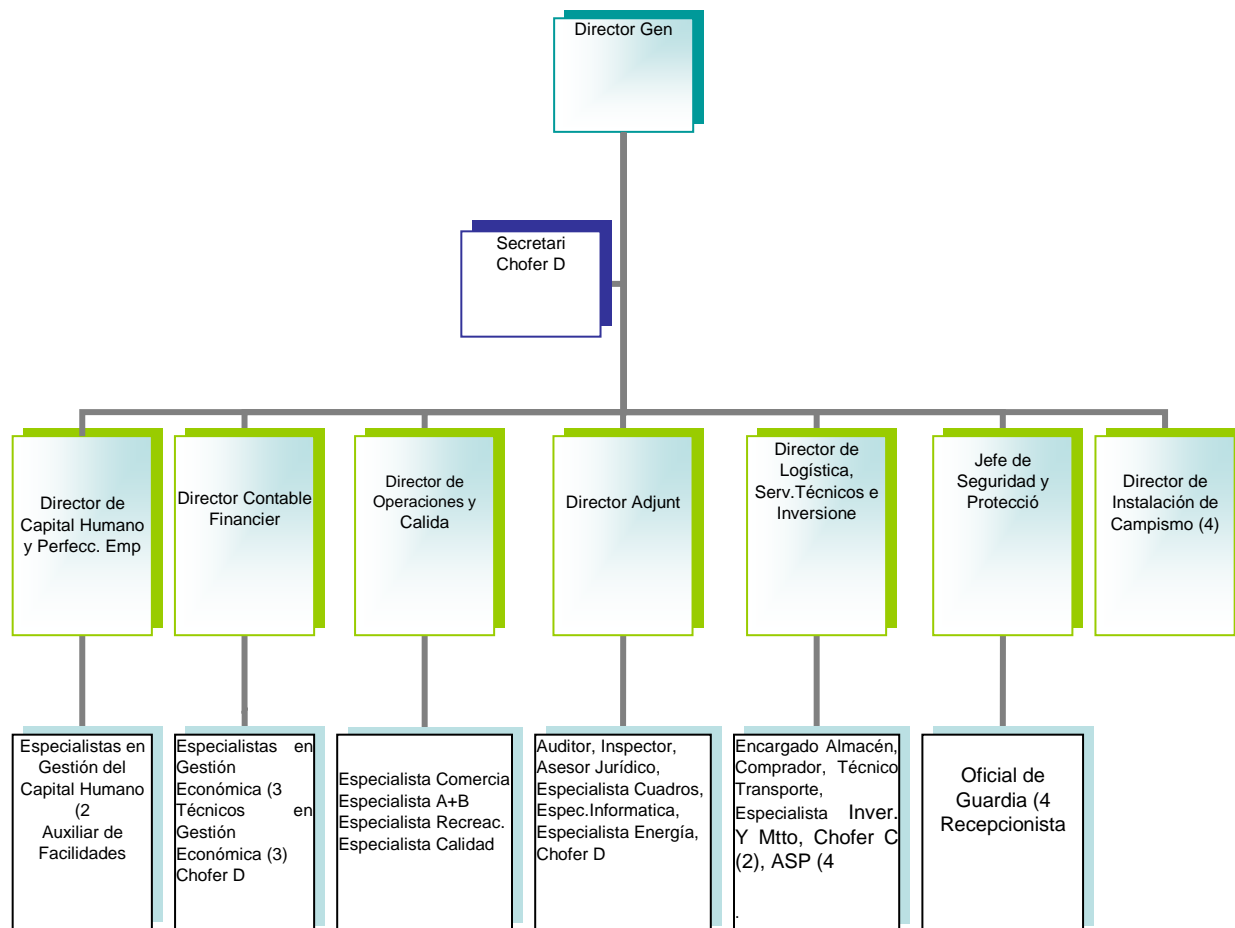 Director Gen
Secretari
Chofer D
Director de
Capital Humano
y Perfecc. Emp
Director Contable
Financier
Director de
Operaciones y
Calida
Director Adjunt
Director de
Logística,
Serv.Técnicos e
Inversione
Jefe de
Seguridad y
Protecció
Director de
Instalación de
Campismo (4)
Especialistas en
Gestión del
Capital Humano
(2
Auxiliar de
Facilidades
Especialistas en
Gestión
Económica (3
Técnicos en
Gestión
Económica (3)
Chofer D
Especialista Comercia
Especialista A+B
Especialista Recreac.
Especialista Calidad
Auditor, Inspector,
Asesor Jurídico,
Especialista Cuadros,
Espec.Informatica,
Especialista Energía,
Chofer D
Encargado Almacén,
Comprador, Técnico
Transporte,
Especialista Inver.
Y Mtto, Chofer C
(2), ASP (4
.
Oficial de
Guardia (4
Recepcionista